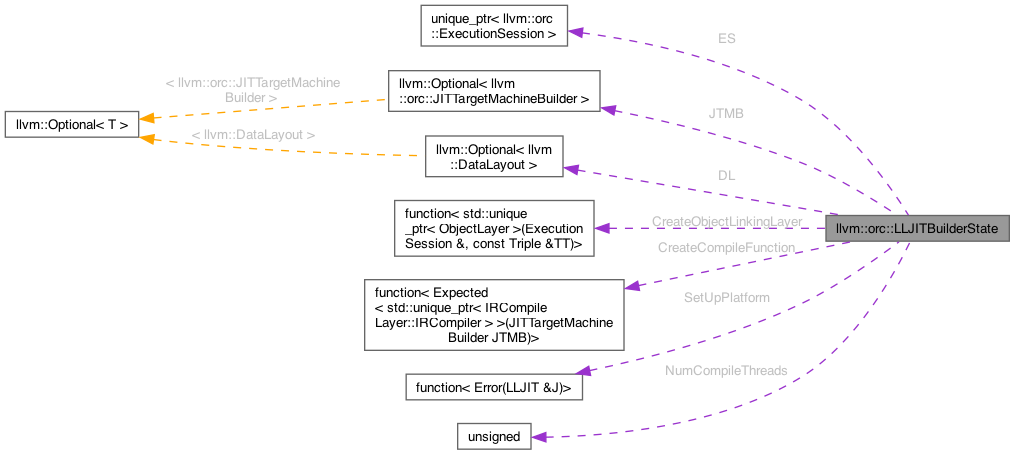 unique_ptr< llvm::orc
::ExecutionSession >
ES
< llvm::orc::JITTargetMachine
Builder >
llvm::Optional< llvm
::orc::JITTargetMachineBuilder >
JTMB
llvm::Optional< T >
< llvm::DataLayout >
llvm::Optional< llvm
::DataLayout >
DL
function< std::unique
_ptr< ObjectLayer >(Execution
Session &, const Triple &TT)>
CreateObjectLinkingLayer
llvm::orc::LLJITBuilderState
CreateCompileFunction
function< Expected
< std::unique_ptr< IRCompile
Layer::IRCompiler > >(JITTargetMachine
Builder JTMB)>
SetUpPlatform
function< Error(LLJIT &J)>
NumCompileThreads
unsigned